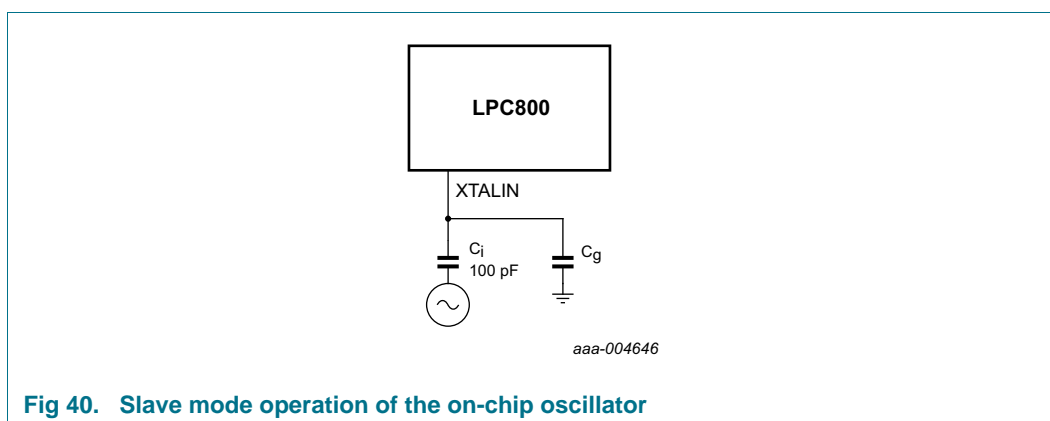 LPC800
XTALIN
Ci
100 pF
Cg
aaa-004646
Fig 40. Slave mode operation of the on-chip oscillator